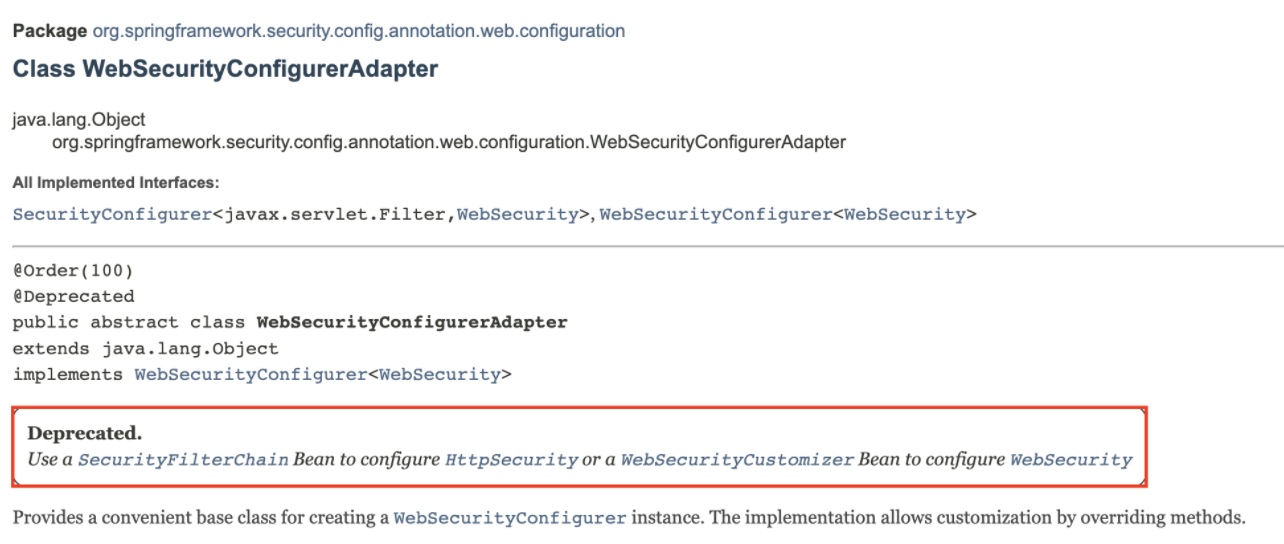 Package org.springframework.security.config.annotation.web.configuration
Class WebSecurityConfigurerAdapter
java.lang.Object
org.springframework.security.config.annotation.web.configuration.WebSecurityConfigurerAdapter
All Implemented Interfaces:
SecurityConfigurer<javax.servlet.Filter,WebSecurity>, WebSecurityConfigurer<WebSecurity>
@Order(100)
@Deprecated
public abstract class WebSecurityConfigurerAdapter
extends java.lang.Object
implements WebSecurityConfigurer<WebSecurity>
Deprecated.
Use a SecurityFilterChain Bean to configure HttpSecurity or a WebSecurityCustomizer Bean to configure WebSecurity
Provides a convenient base class for creating a WebSecurityConfigurer instance. The implementation allows customization by overriding methods.